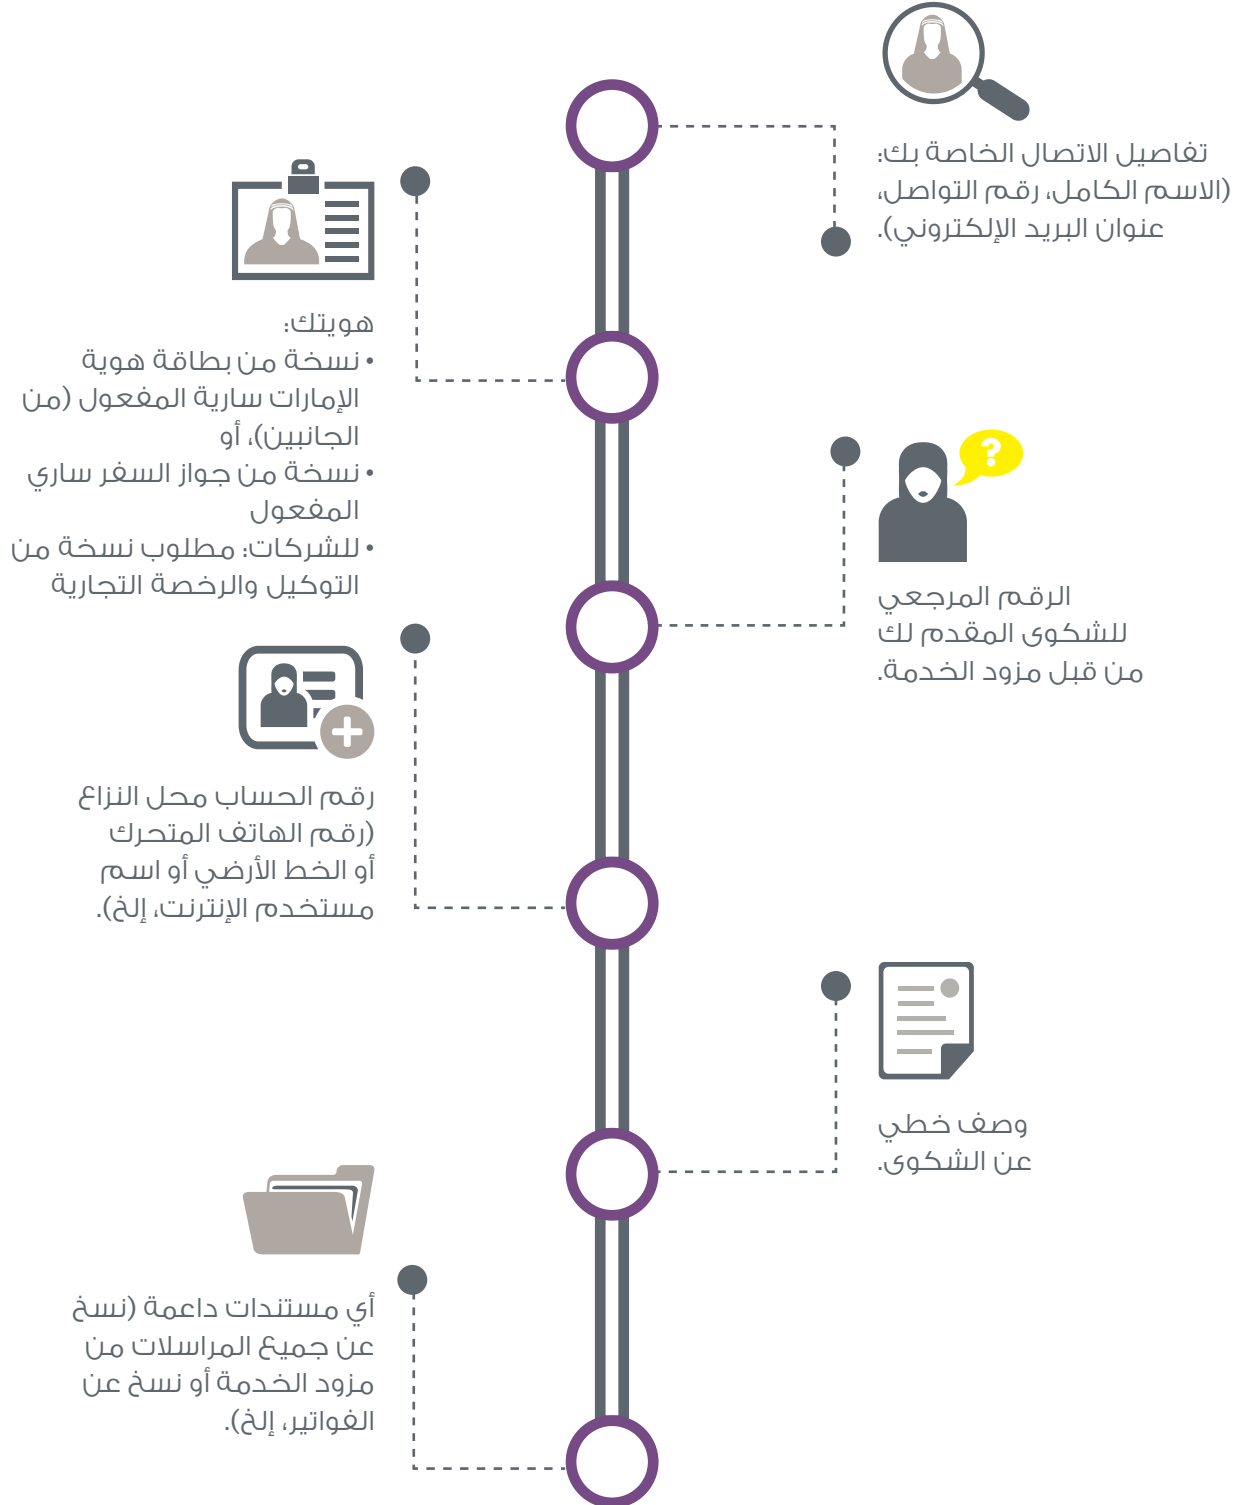 تفاصيل الاتصال الخاصة بك:
(الاسم الكامل، رقم التواصل،
عنوان البريد الإلكتروني).
هويتك:
• نسخة من بطاقة هوية
الإمارات سارية المفعول (من
الجانبين)، أو
• نسخة من جواز السفر ساري
المفعول
• للشركات: مطلوب نسخة من
التوكيل والرخصة التجارية
?
الرقم المرجعي
للشكوى المقدم لك
من قبل مزود الخدمة.
رقم الحساب محل النزاع
(رقم الهاتف المتحرك
أو الخط الأرضي أو اسم
مستخدم الإنترنت، إلخ).
وصف خطي
عن الشكوى.
أي مستندات داعمة (نسخ
عن جميع المراسلات من
مزود الخدمة أو نسخ عن
الفواتير، إلخ).